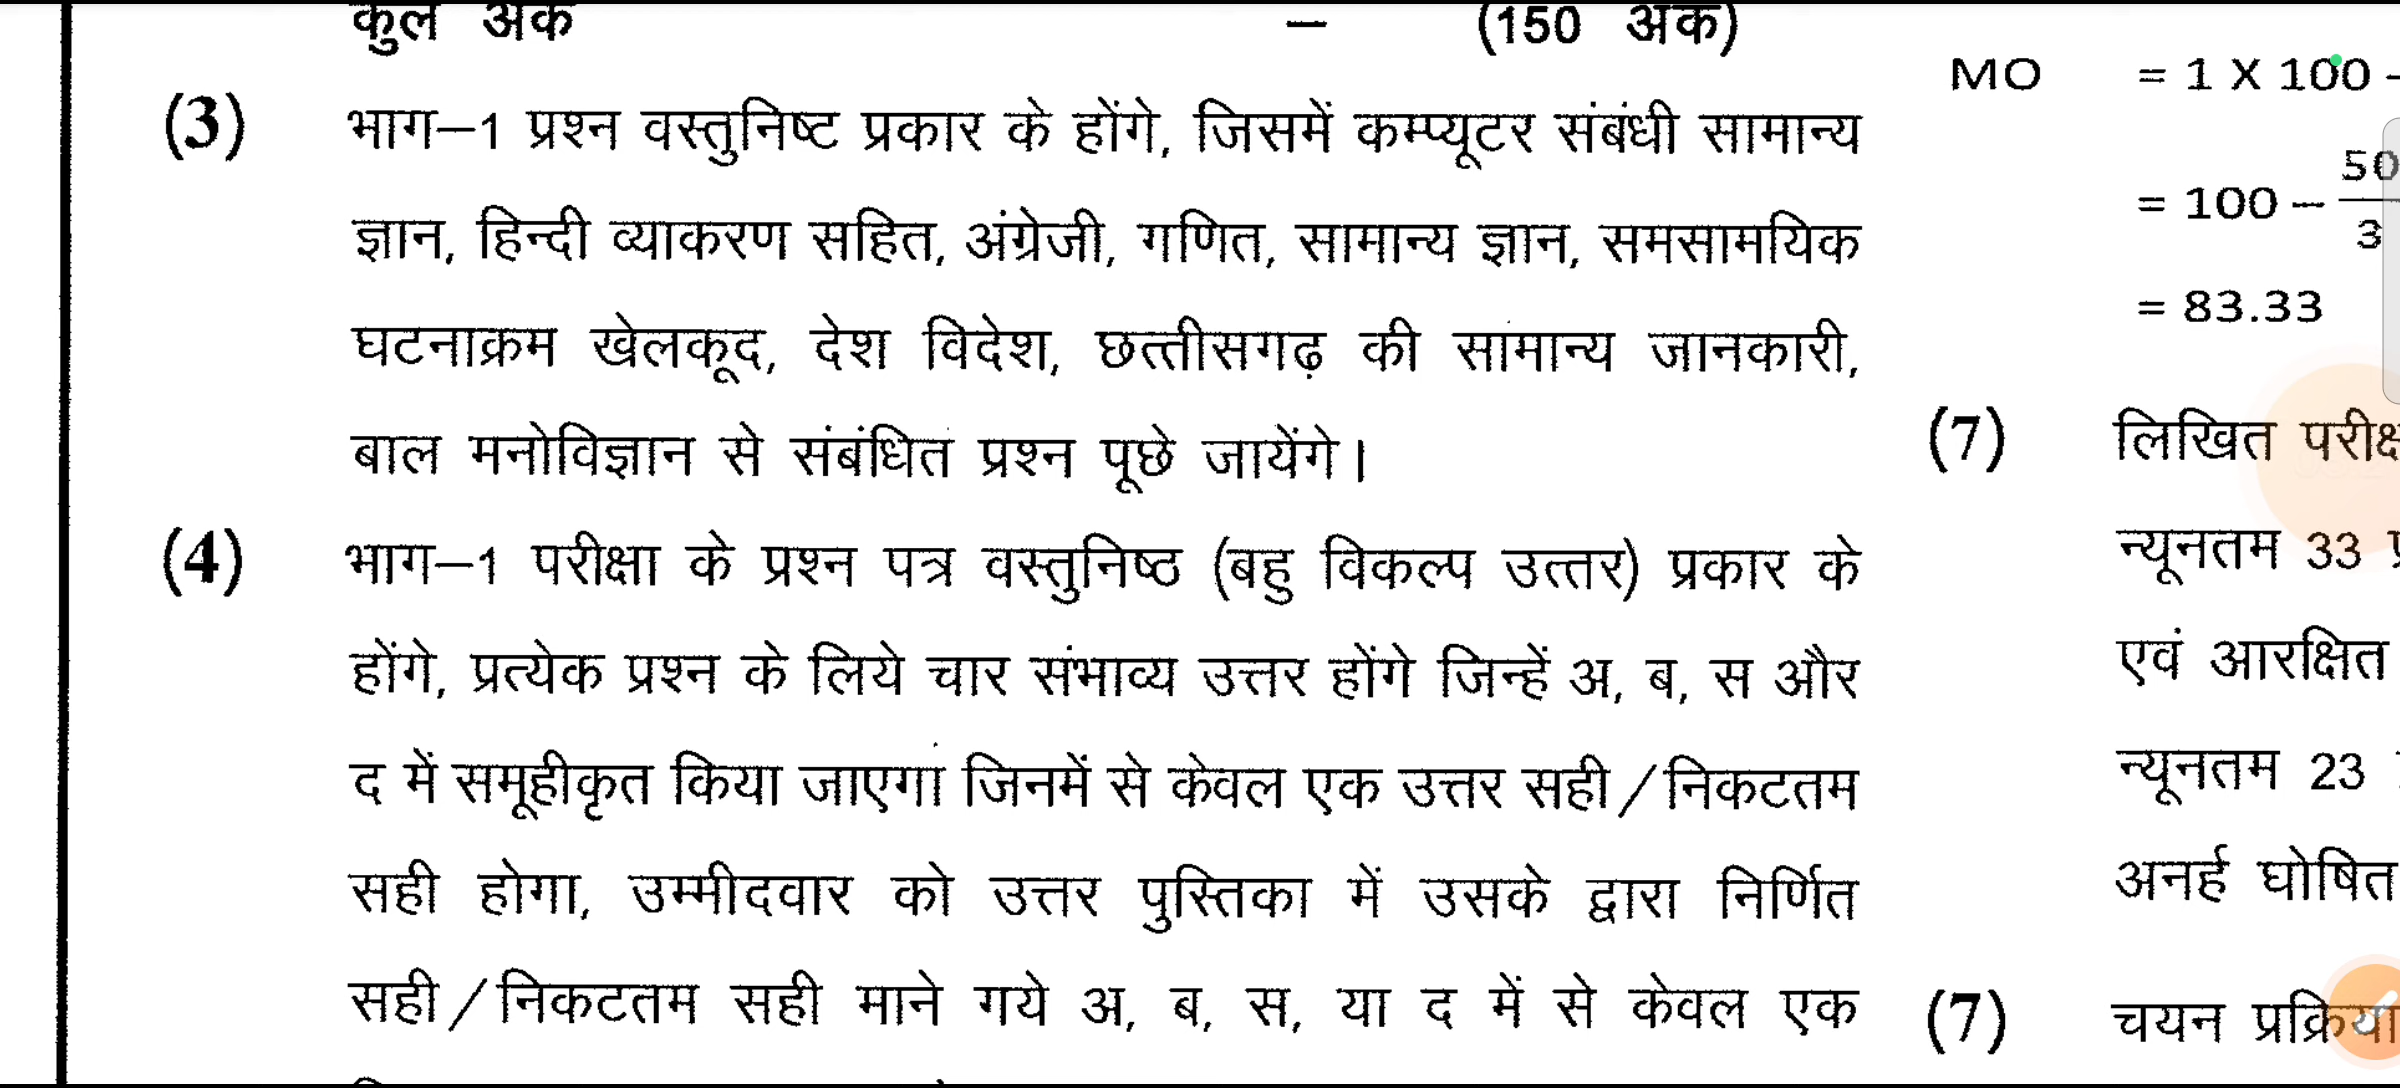 कुल अंक – (150 अंक)
(3) भाग–1 प्रश्न वस्तुनिष्ट प्रकार के होंगे, जिसमें कम्प्यूटर संबंधी सामान्य
ज्ञान, हिन्दी व्याकरण सहित, अंग्रेजी, गणित, सामान्य ज्ञान, समसामयिक
घटनाक्रम खेलकूद, देश विदेश, छत्तीसगढ़ की सामान्य जानकारी,
बाल मनोविज्ञान से संबंधित प्रश्न पूछे जायेंगे।
(4) भाग–1 परीक्षा के प्रश्न पत्र वस्तुनिष्ठ (बहु विकल्प उत्तर) प्रकार के
होंगे, प्रत्येक प्रश्न के लिये चार संभाव्य उत्तर होंगे जिन्हें अ, ब, स और
द में समूहीकृत किया जाएगा जिनमें से केवल एक उत्तर सही/निकटतम
सही होगा, उम्मीदवार को उत्तर पुस्तिका में उसके द्वारा निर्णित
सही/निकटतम सही माने गये अ, ब, स, या द में से केवल एक
MO = 1 X 100 –
= 100 – 50
3
= 83.33
(7) लिखित
न्यूनतम 33
एवं आरक्षित
न्यूनतम 23
अनर्ह घोषित
(7) चयन प्रक्रिया